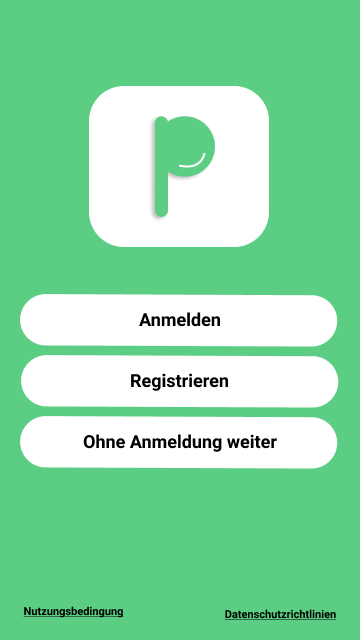 P
Anmelden
Registrieren
Ohne Anmeldung weiter
Nutzungsbedingung
Datenschutzrichtlinien